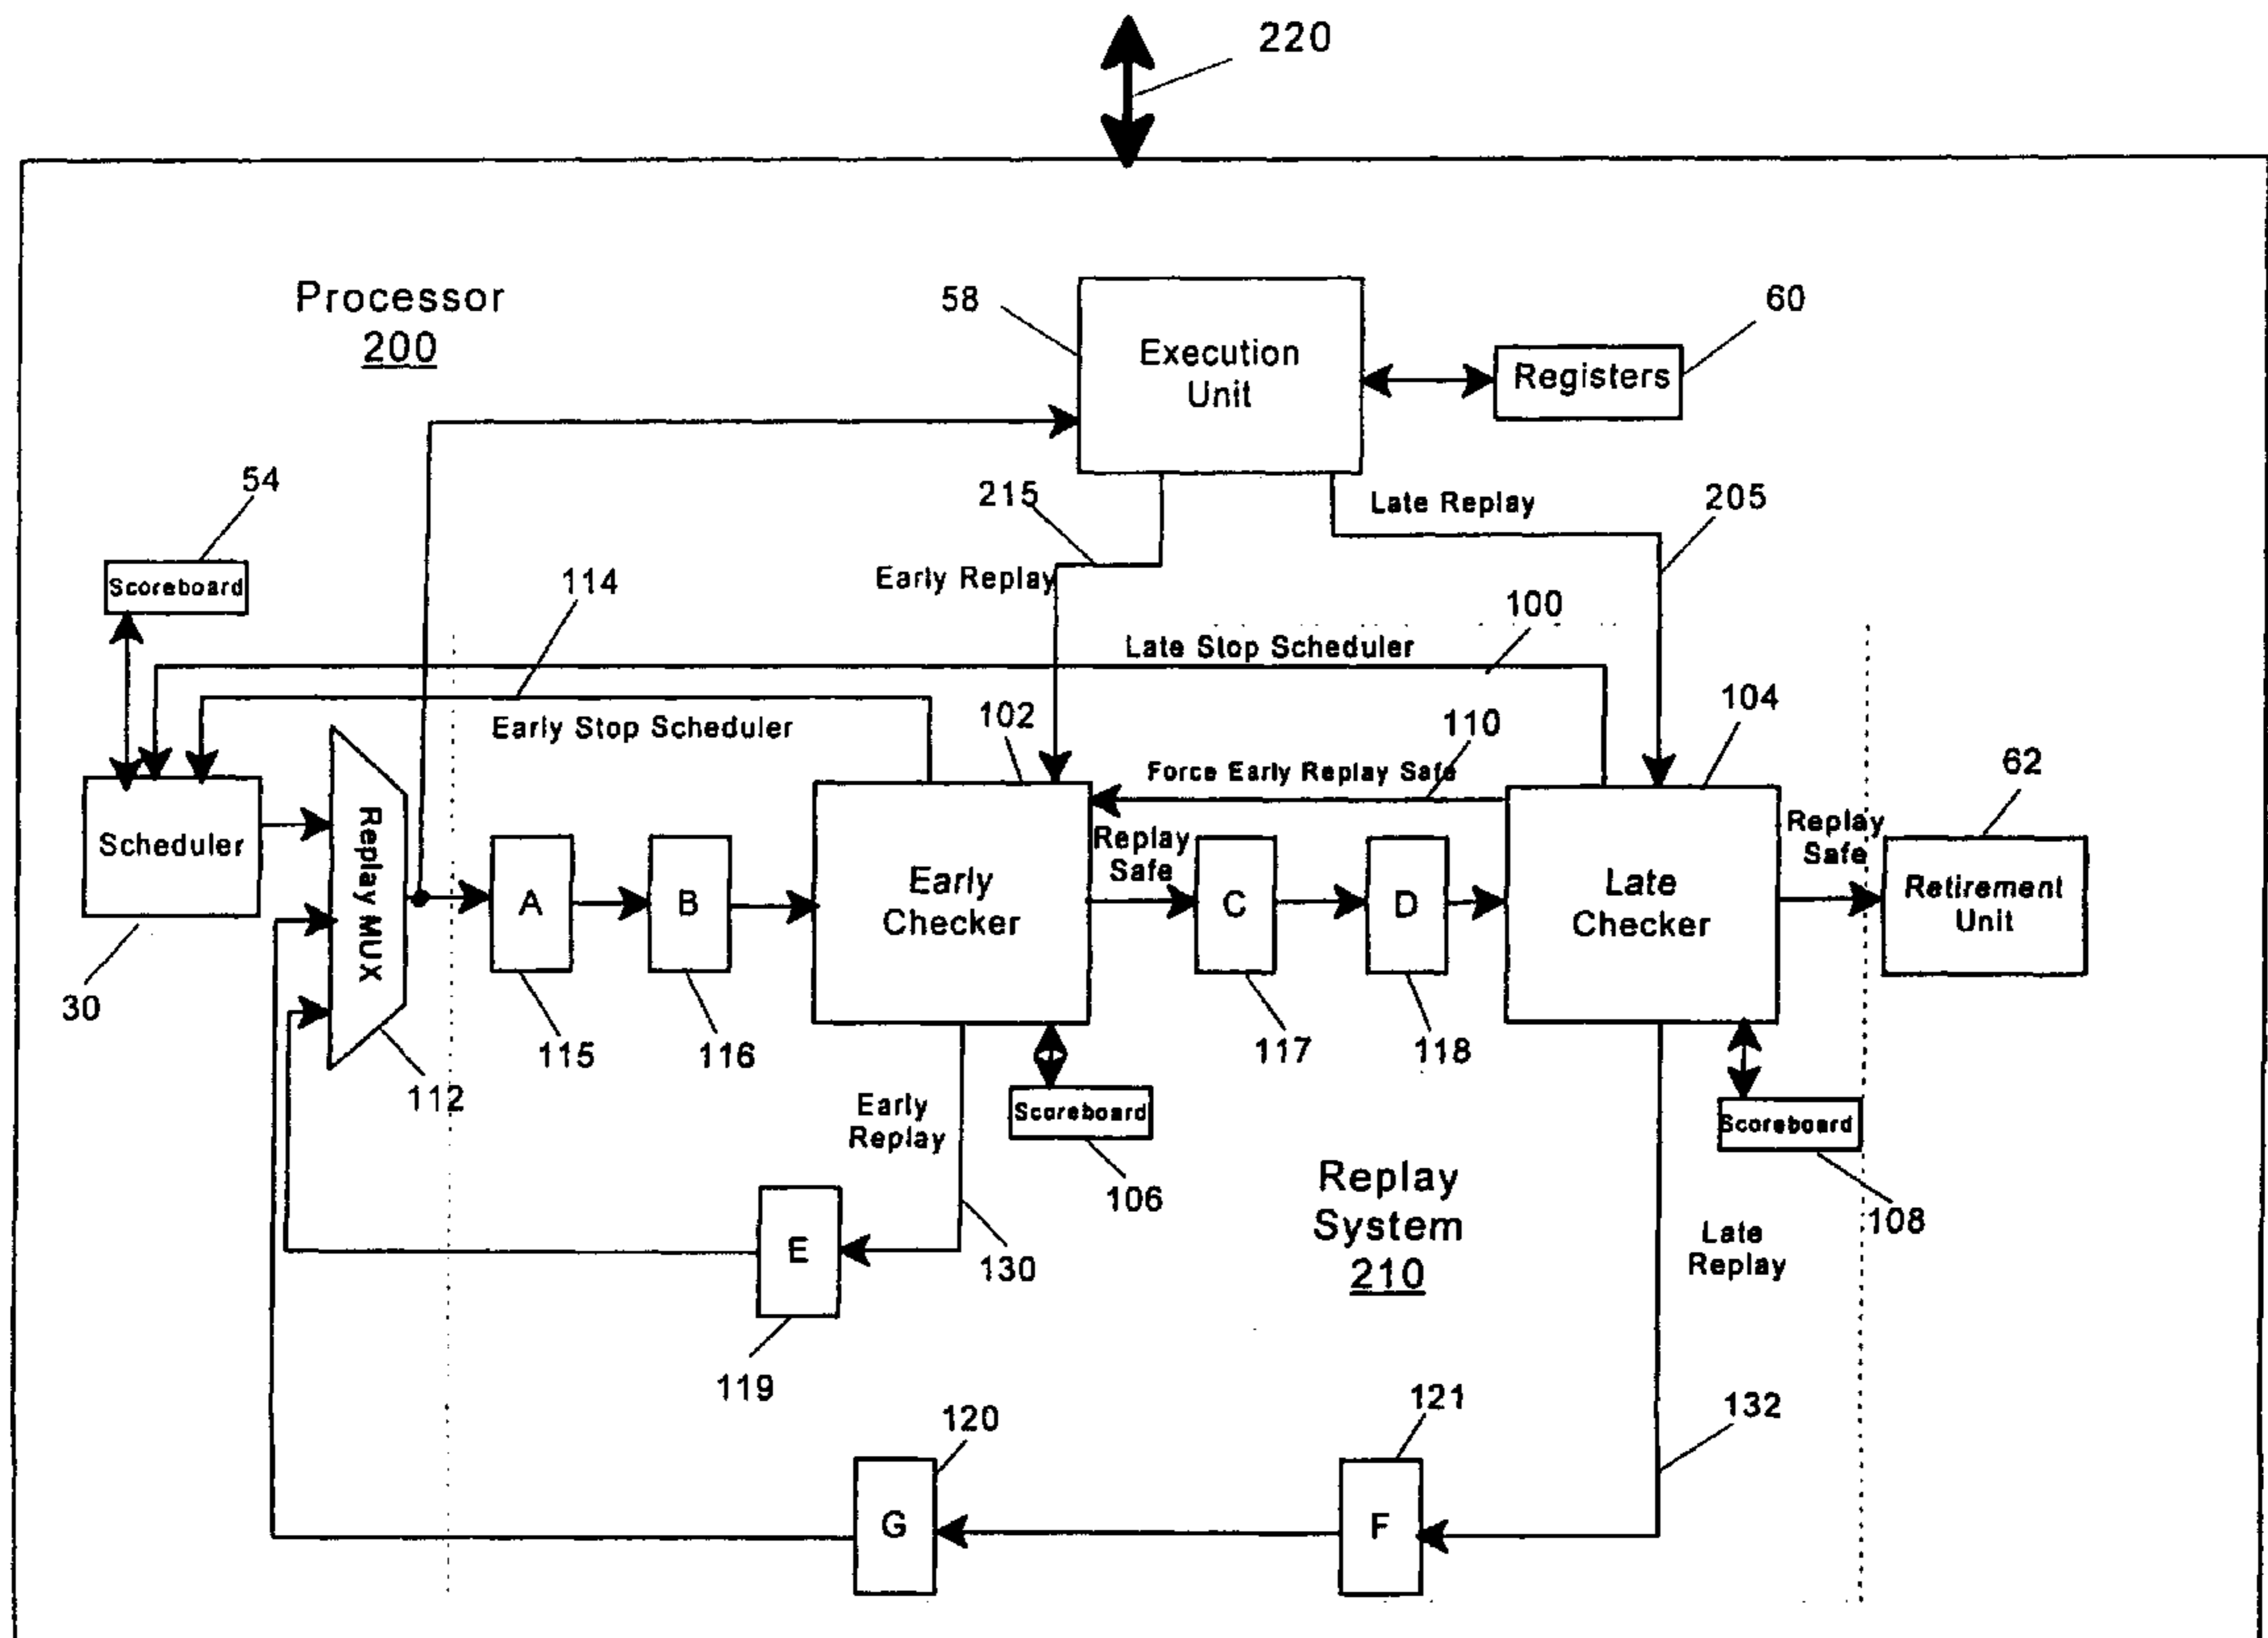 220
Processor
200
58
Execution
Unit
60
Registers
54
215
Late Replay
205
Scoreboard
114
Early Replay
100
Late Stop Scheduler
Early Stop Scheduler
102
110
104
Force Early Replay Safe
62
Scheduler
Replay MUX
A
B
Early
Checker
Replay
Safe
C
D
Late
Checker
Replay
Safe
Retirement
Unit
30
112
115
116
117
118
Early
Replay
Scoreboard
106
Scoreboard
108
Replay
System
210
Late
Replay
E
130
119
120
121
132
G
F